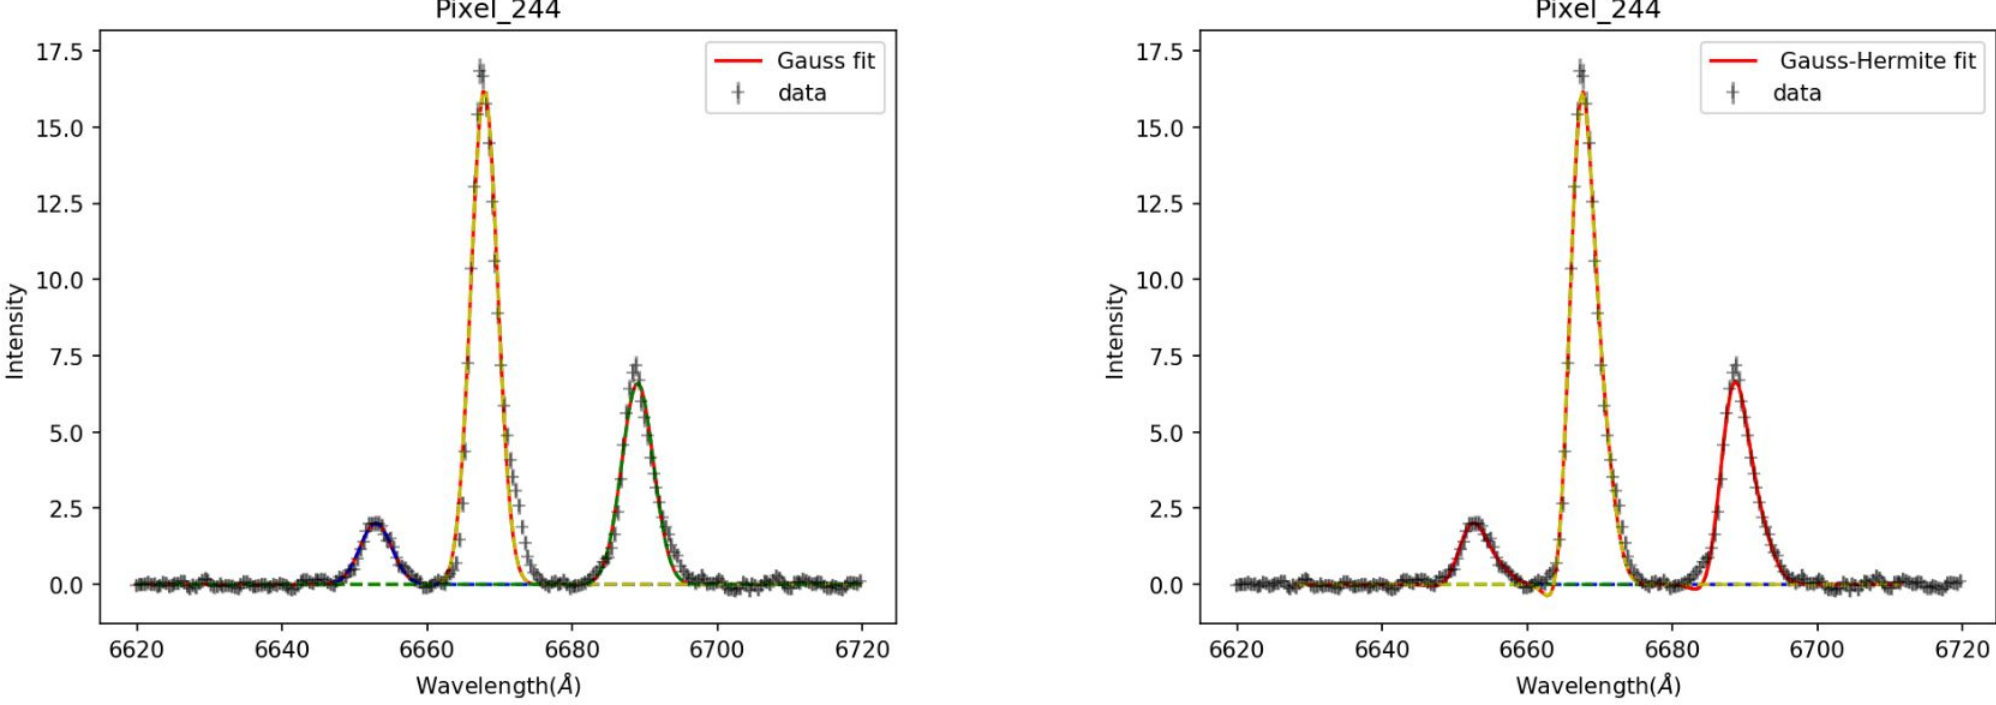 Pixel_244
17.5
15.0
12.5
10.0
7.5
5.0
2.5
0.0
Intensity
Gauss fit
data
6620 6640 6660 6680 6700 6720
Wavelength(Å)
Pixel_244
17.5
15.0
12.5
10.0
7.5
5.0
2.5
0.0
Intensity
Gauss-Hermite fit
data
6620 6640 6660 6680 6700 6720
Wavelength(Å)